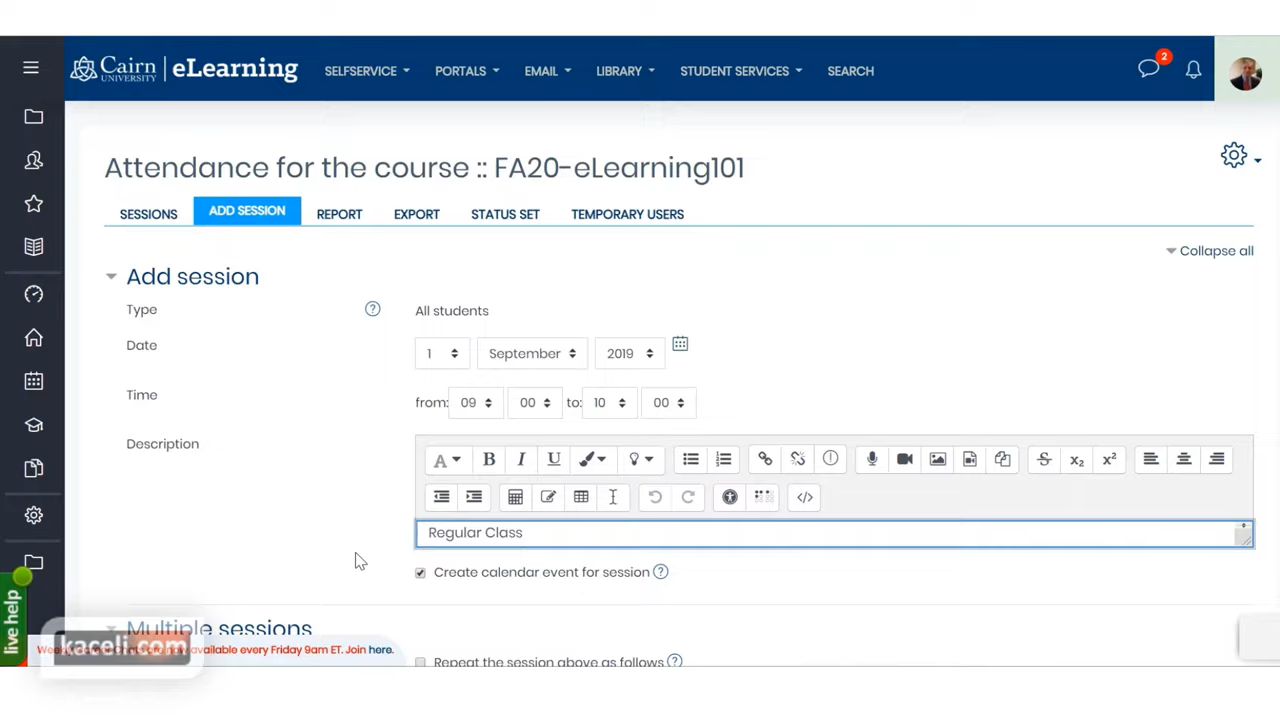 Cairn UNIVERSITY | eLearning SELFSERVICE PORTALS EMAIL LIBRARY STUDENT SERVICES SEARCH 2
Attendance for the course :: FA20-eLearning101
SESSIONS ADD SESSION REPORT EXPORT STATUS SET TEMPORARY USERS
Collapse all
Add session
Type ? All students
Date 1 September 2019
Time from: 09 00 to: 10 00
Description
A B I U
x₂ x²
</>
Regular Class
Create calendar event for session ?
live help
Multiple sessions
kaceli.com
available every Friday 9am ET. Join here.
Repeat the session above as follows ?